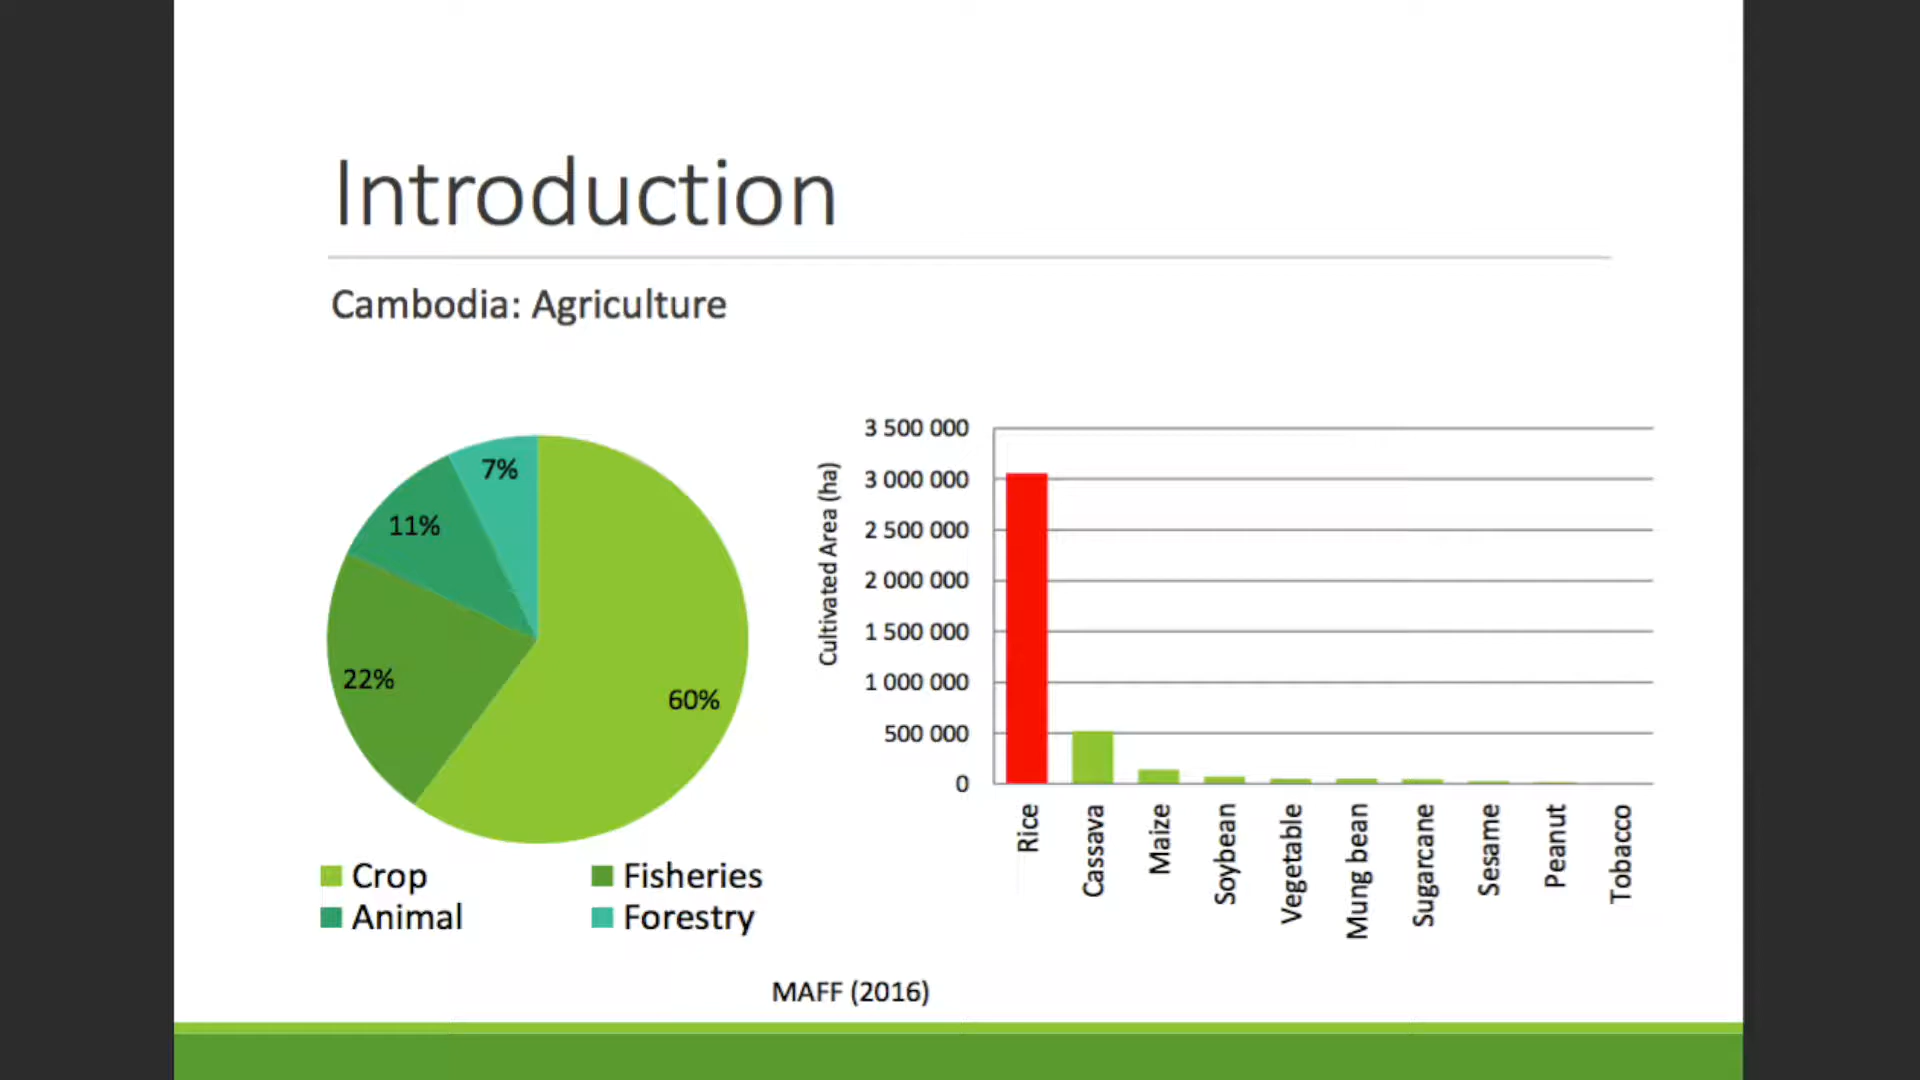 Introduction
Cambodia: Agriculture
7%
11%
22%
60%
Crop
Fisheries
Animal
Forestry
Cultivated Area (ha)
3 500 000
3 000 000
2 500 000
2 000 000
1 500 000
1 000 000
500 000
0
Rice
Cassava
Maize
Soybean
Vegetable
Mung bean
Sugarcane
Sesame
Peanut
Tobacco
MAFF (2016)